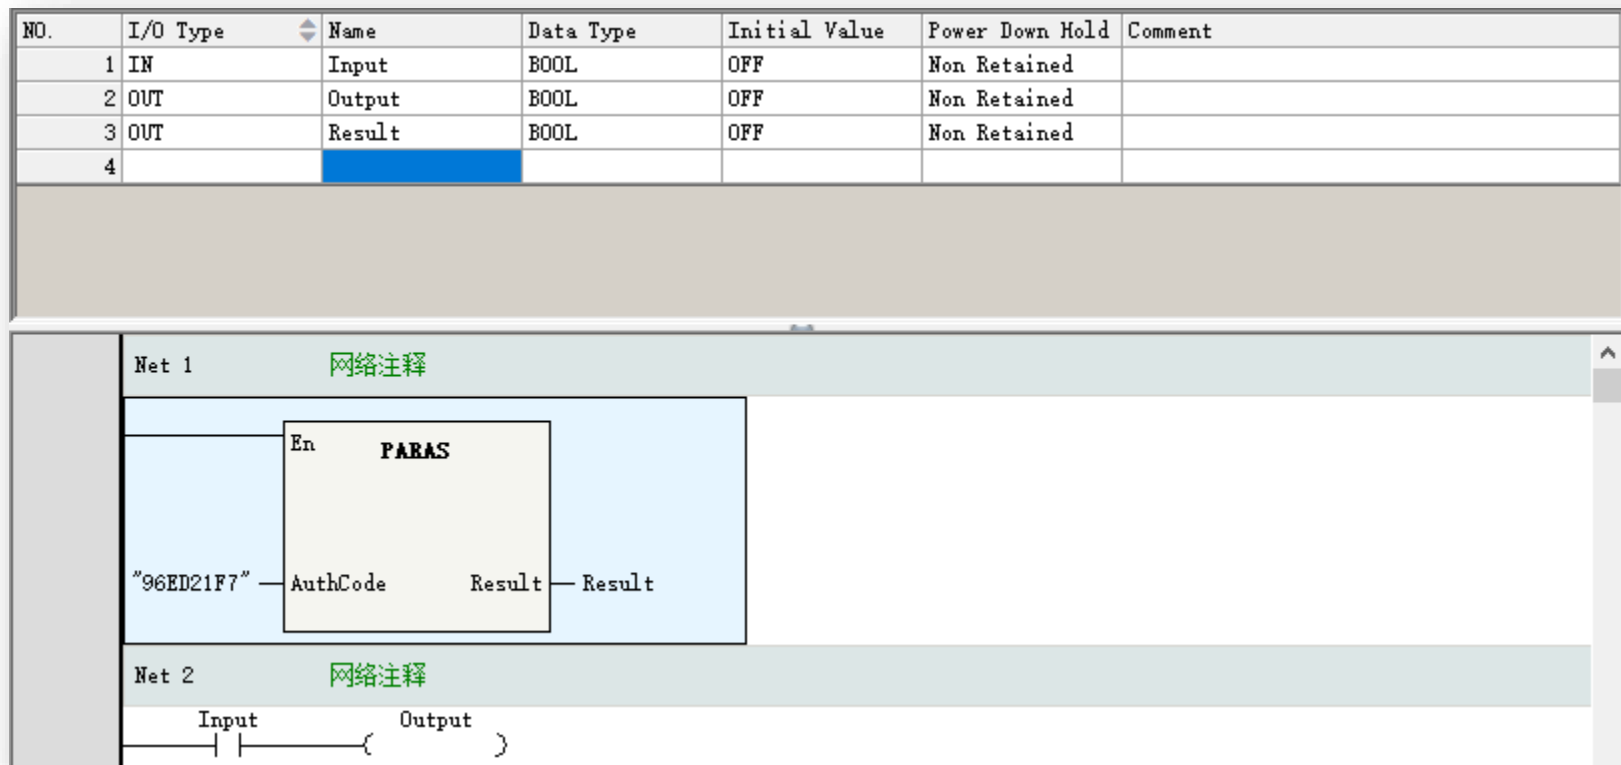 NO. I/O Type Name Data Type Initial Value Power Down Hold Comment
1 IN Input BOOL OFF Non Retained
2 OUT Output BOOL OFF Non Retained
3 OUT Result BOOL OFF Non Retained
4
Net 1 网络注释
En PARAS
"96ED21F7" AuthCode Result Result
Net 2 网络注释
Input Output